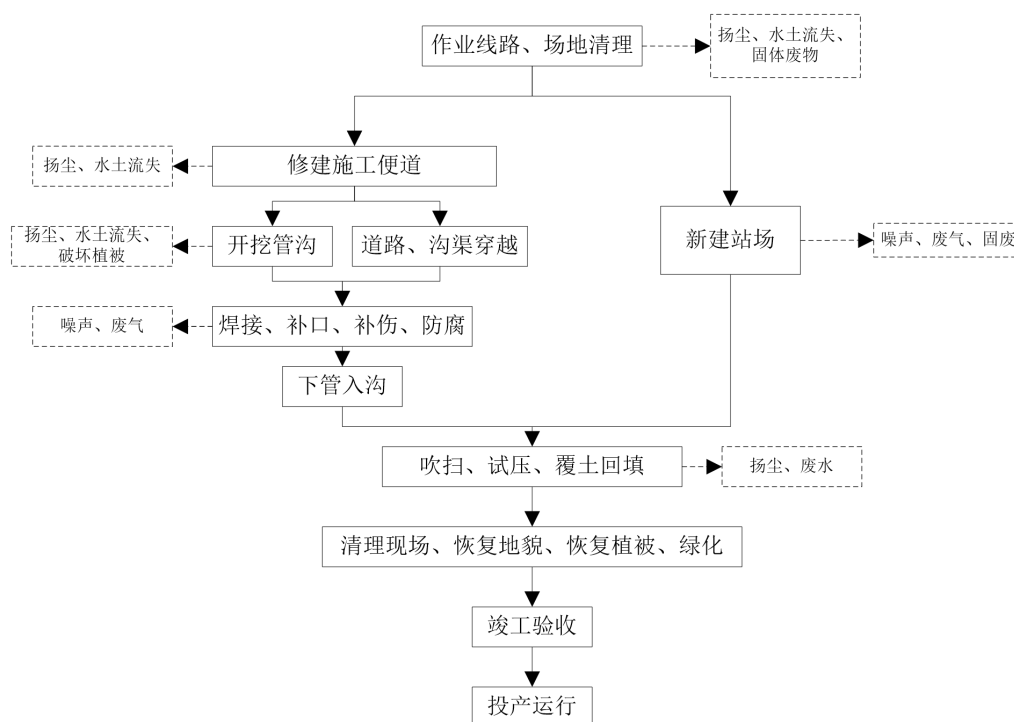 作业线路、场地清理
扬尘、水土流失、
固体废物
扬尘、水土流失
修建施工便道
扬尘、水土流失、
破坏植被
开挖管沟
道路、沟渠穿越
新建站场
噪声、废气、固废
噪声、废气
焊接、补口、补伤、防腐
下管入沟
吹扫、试压、覆土回填
扬尘、废水
清理现场、恢复地貌、恢复植被、绿化
竣工验收
投产运行